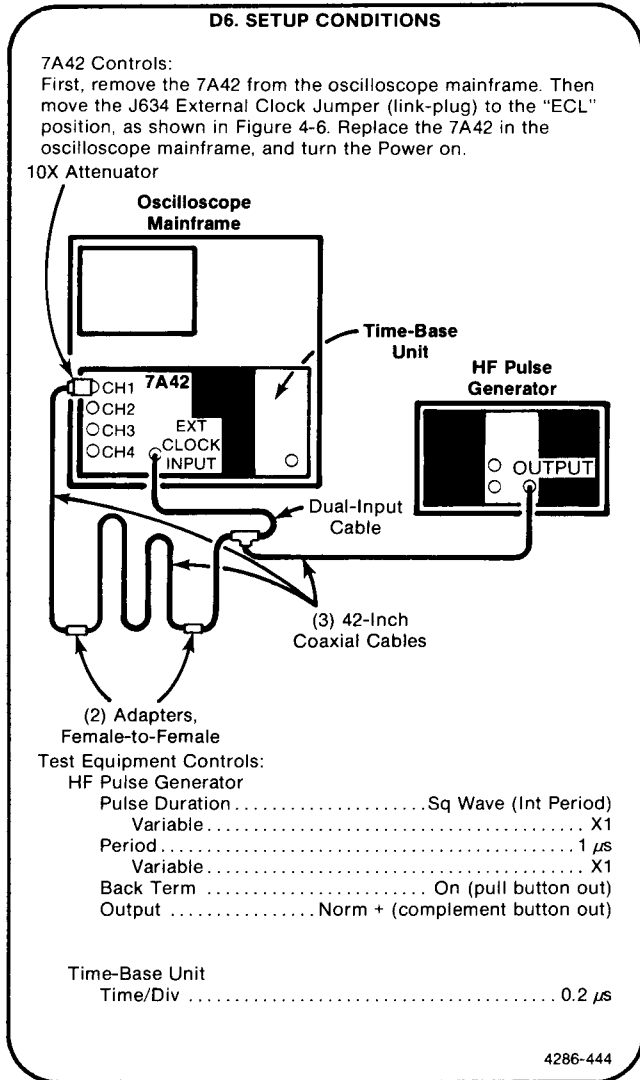 D6. SETUP CONDITIONS
7A42 Controls:
First, remove the 7A42 from the oscilloscope mainframe. Then
move the J634 External Clock Jumper (link-plug) to the “ECL”
position, as shown in Figure 4-6. Replace the 7A42 in the
oscilloscope mainframe, and turn the Power on.
10X Attenuator
Oscilloscope
Mainframe
Time-Base
Unit
HF Pulse
Generator
7A42
CH1
CH2
CH3
CH4
EXT
CLOCK
INPUT
OUTPUT
Dual-Input
Cable
(3) 42-Inch
Coaxial Cables
(2) Adapters,
Female-to-Female
Test Equipment Controls:
HF Pulse Generator
Pulse Duration.....................Sq Wave (Int Period)
Variable............................................. X1
Period................................................1 µs
Variable............................................. X1
Back Term ........................ On (pull button out)
Output ................Norm + (complement button out)
Time-Base Unit
Time/Div ........................................... 0.2 µs
4286-444